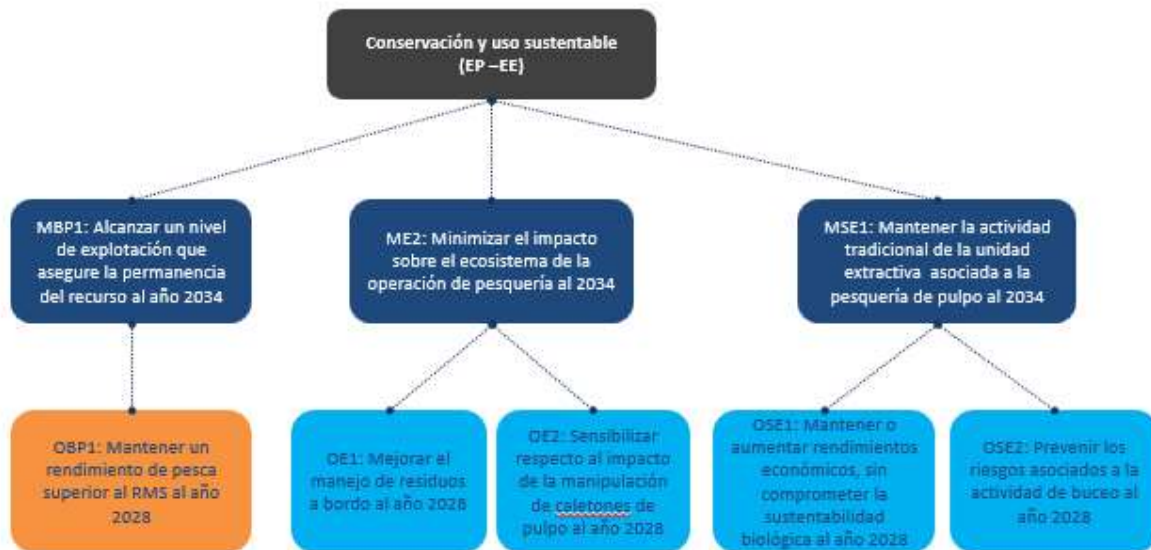 Conservación y uso sustentable
(EP –EE)
MBP1: Alcanzar un nivel
de explotación que
asegure la permanencia
del recurso al año 2034
ME2: Minimizar el impacto
sobre el ecosistema de la
operación de pesquería al 2034
MSE1: Mantener la actividad
tradicional de la unidad
extractiva asociada a la
pesquería de pulpo al 2034
OBP1: Mantener un
rendimiento de pesca
superior al RMS al año
2028
OE1: Mejorar el
manejo de residuos
a bordo al año 2028
OE2: Sensibilizar
respecto al impacto
de la manipulación
de caletones de
pulpo al año 2028
OSE1: Mantener o
aumentar rendimientos
económicos, sin
comprometer la
sustentabilidad
biológica al año 2028
OSE2: Prevenir los
riesgos asociados a la
actividad de buceo al
año 2028